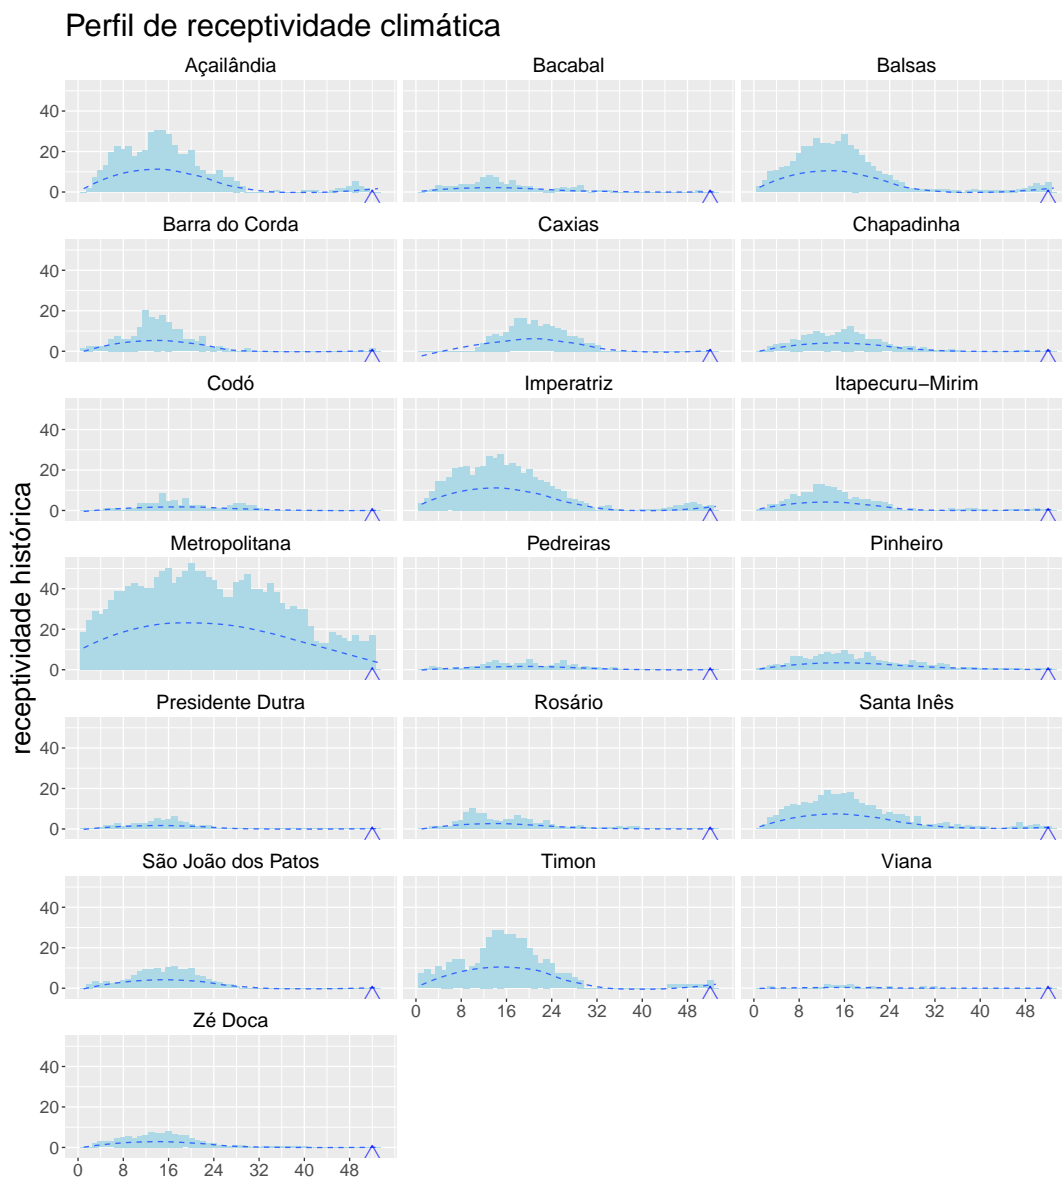 Perfil de receptividade climática
Açailândia Bacabal Balsas
40
20
0
Barra do Corda Caxias Chapadinha
40
20
0
Codó Imperatriz Itapecuru−Mirim
40
20
0
receptividade histórica
Metropolitana Pedreiras Pinheiro
40
20
0
Presidente Dutra Rosário Santa Inês
40
20
0
São João dos Patos Timon Viana
40
20
0
0 8 16 24 32 40 48 0 8 16 24 32 40 48
Zé Doca
40
20
0
0 8 16 24 32 40 48